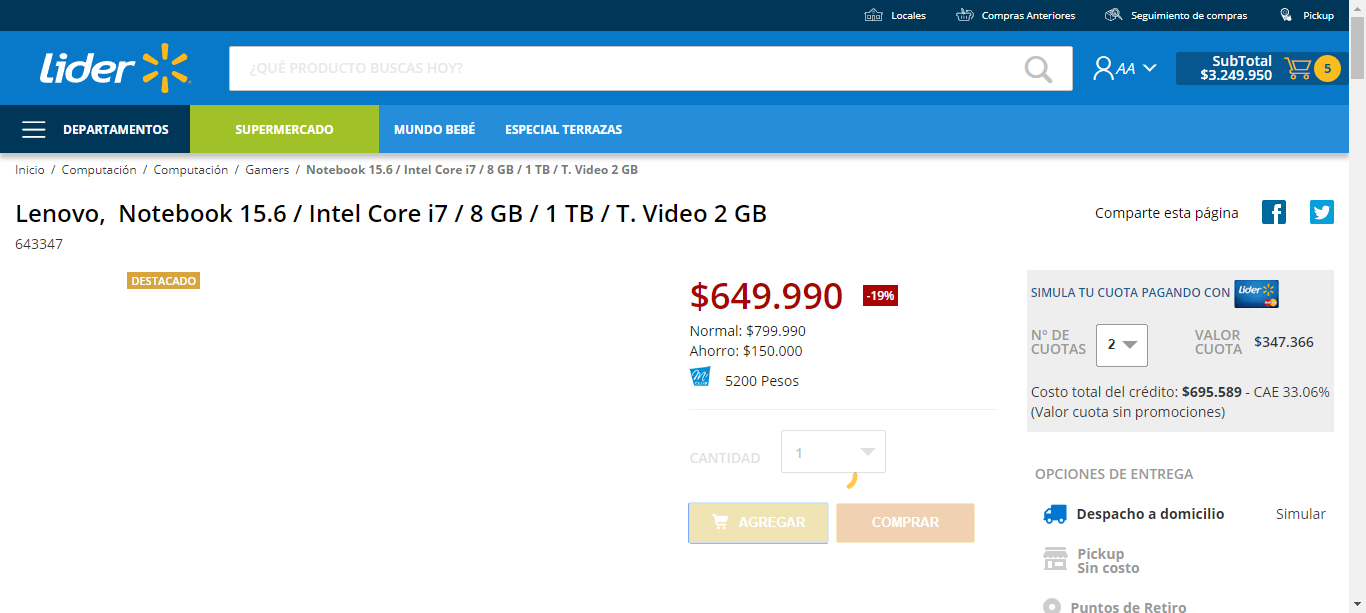 Locales Compras Anteriores Seguimiento de compras Pickup
Lider
¿QUÉ PRODUCTO BUSCAS HOY?
AA
SubTotal
$3.249.950
5
DEPARTAMENTOS SUPERMERCADO MUNDO BEBÉ ESPECIAL TERRAZAS
Inicio / Computación / Computación / Gamers / Notebook 15.6 / Intel Core i7 / 8 GB / 1 TB / T. Video 2 GB
Lenovo, Notebook 15.6 / Intel Core i7 / 8 GB / 1 TB / T. Video 2 GB
Comparte esta página
643347
DESTACADO
$649.990 -19%
Normal: $799.990
Ahorro: $150.000
5200 Pesos
CANTIDAD 1
AGREGAR COMPRAR
SIMULA TU CUOTA PAGANDO CON Lider
N° DE
CUOTAS
2
VALOR
CUOTA
$347.366
Costo total del crédito: $695.589 - CAE 33.06%
(Valor cuota sin promociones)
OPCIONES DE ENTREGA
Despacho a domicilio Simular
Pickup
Sin costo
Puntos de Retiro